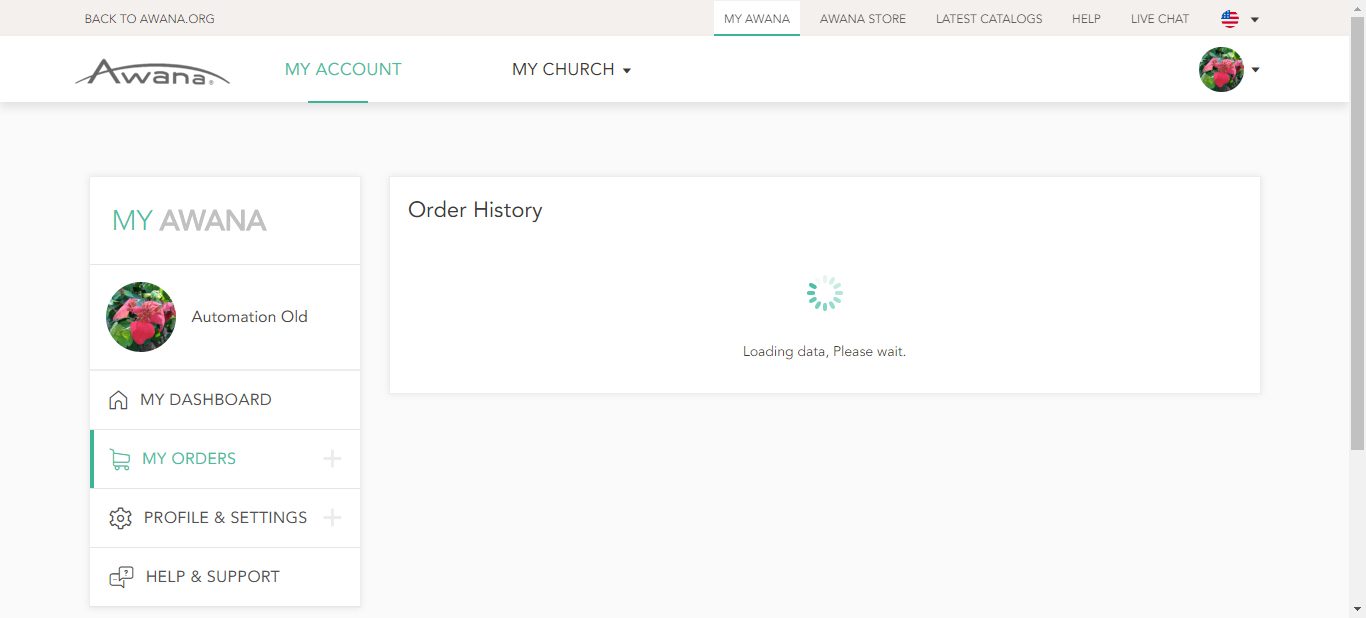 BACK TO AWANA.ORG
MY AWANA
AWANA STORE
LATEST CATALOGS
HELP
LIVE CHAT
Awana®
MY ACCOUNT
MY CHURCH
MY AWANA
Automation Old
MY DASHBOARD
MY ORDERS
PROFILE & SETTINGS
HELP & SUPPORT
Order History
Loading data, Please wait.